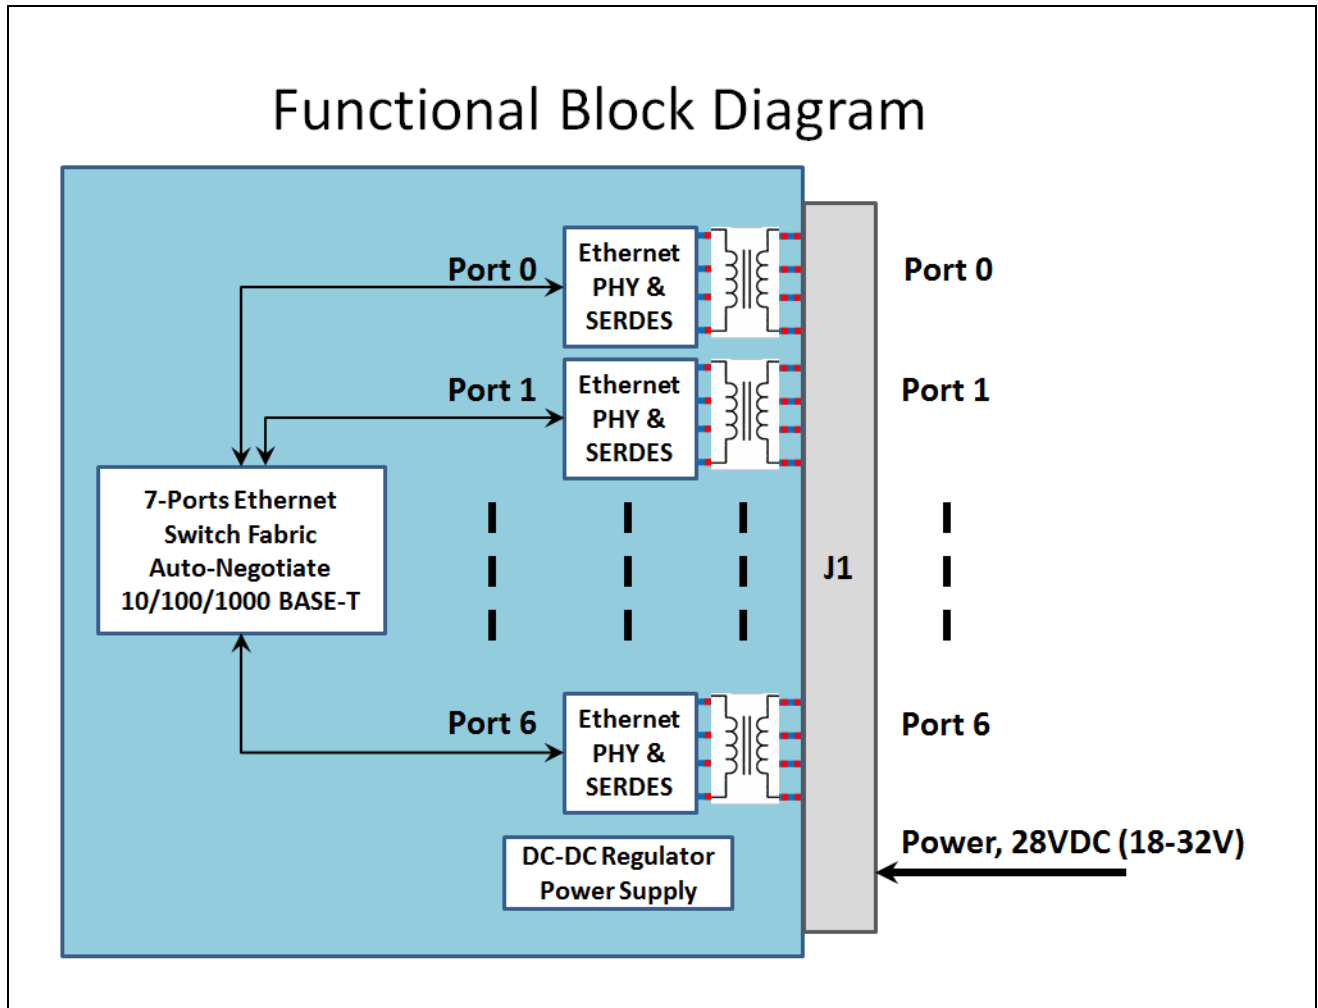 Functional Block Diagram
Port 0
Ethernet
PHY &
SERDES
Port 0
Port 1
Ethernet
PHY &
SERDES
Port 1
7-Ports Ethernet
Switch Fabric
Auto-Negotiate
10/100/1000 BASE-T
J1
Port 6
Ethernet
PHY &
SERDES
Port 6
DC-DC Regulator
Power Supply
Power, 28VDC (18-32V)